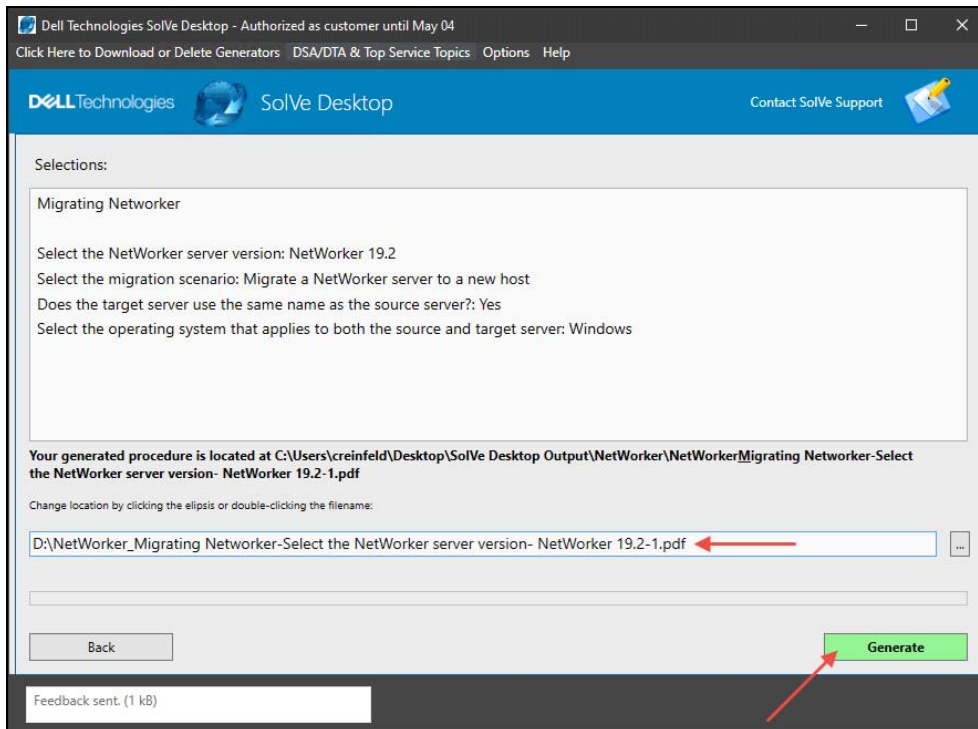 Dell Technologies SolVe Desktop - Authorized as customer until May 04
Click Here to Download or Delete Generators DSA/DTA & Top Service Topics Options Help
DELLTechnologies SolVe Desktop Contact SolVe Support
Selections:
Migrating Networker
Select the NetWorker server version: NetWorker 19.2
Select the migration scenario: Migrate a NetWorker server to a new host
Does the target server use the same name as the source server?: Yes
Select the operating system that applies to both the source and target server: Windows
Your generated procedure is located at C:\Users\creinfeld\Desktop\SolVe Desktop Output\NetWorker\NetWorkerMigrating Networker-Select
the NetWorker server version- NetWorker 19.2-1.pdf
Change location by clicking the elipsis or double-clicking the filename:
D:\NetWorker_Migrating Networker-Select the NetWorker server version- NetWorker 19.2-1.pdf ...
Back Generate
Feedback sent. (1 kB)